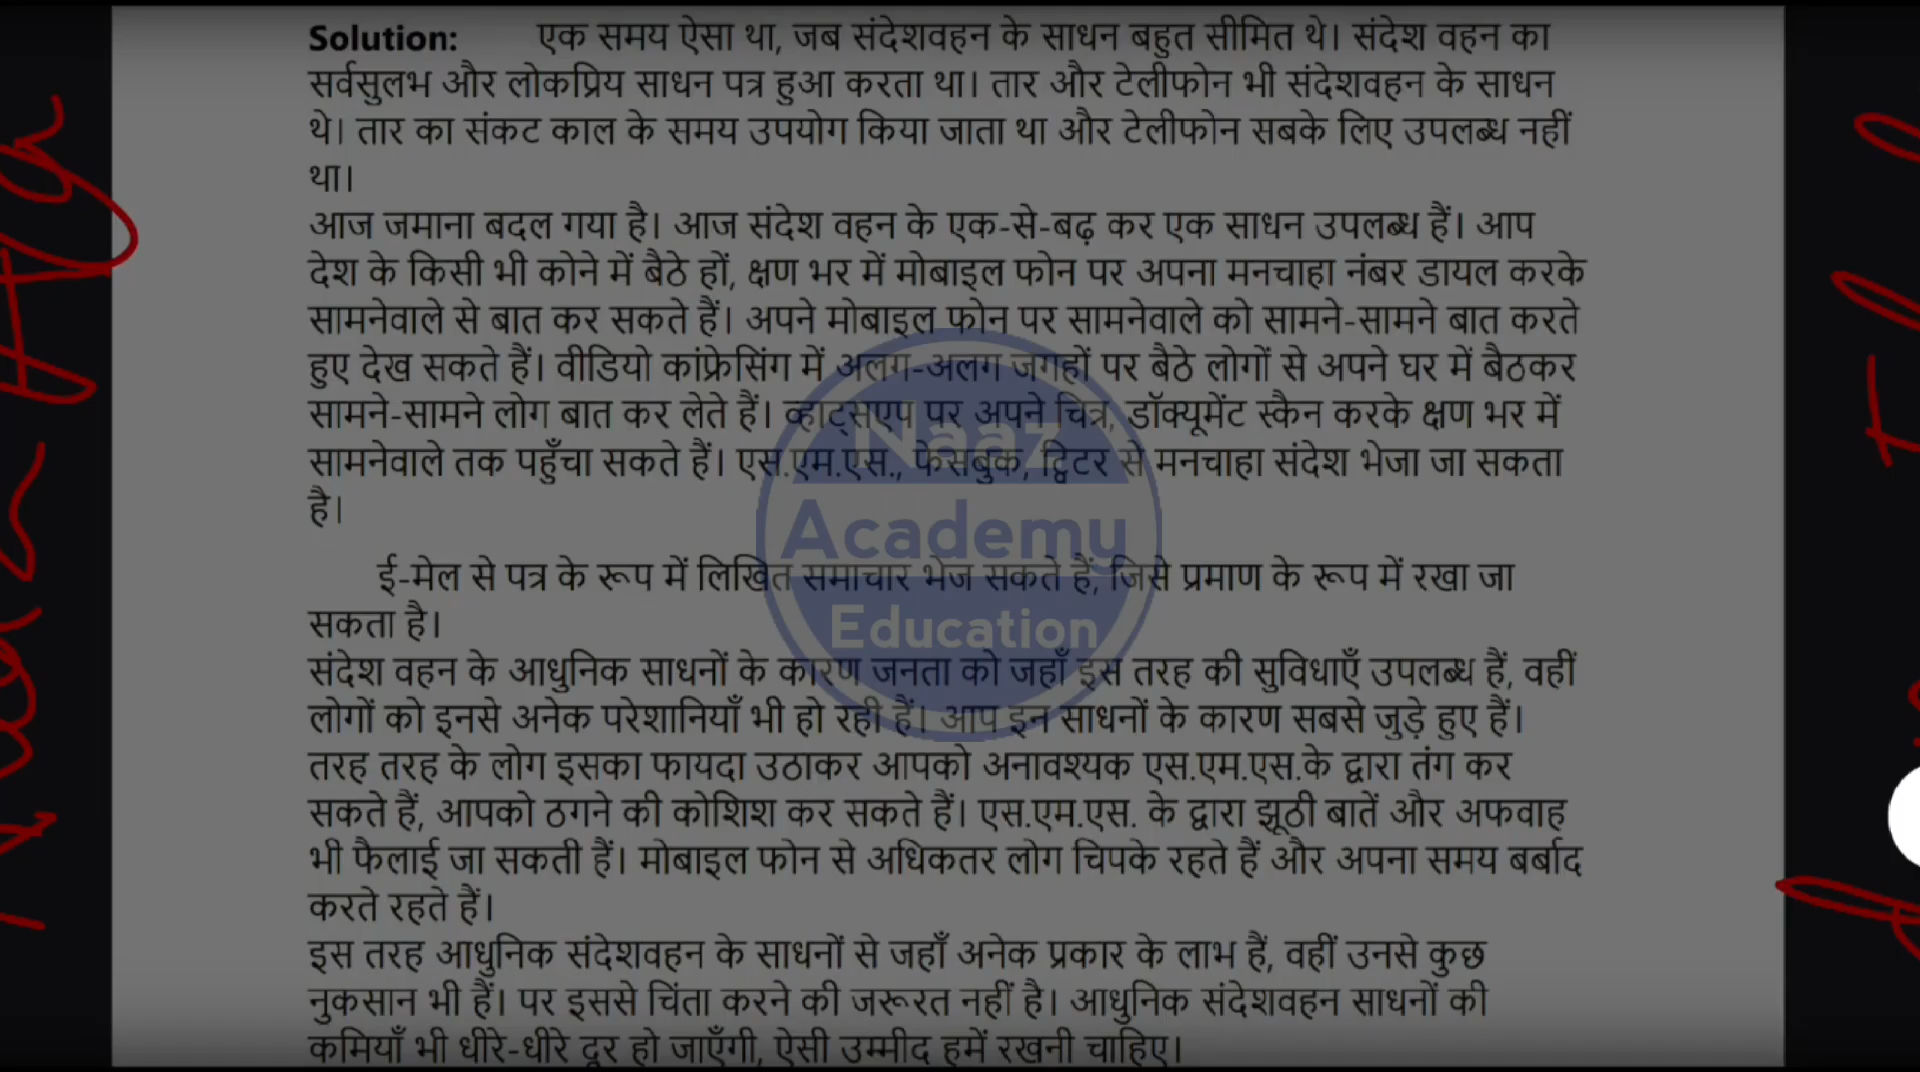 Solution: एक समय ऐसा था, जब संदेशवहन के साधन बहुत सीमित थे। संदेश वहन का
सर्वसुलभ और लोकप्रिय साधन पत्र हुआ करता था। तार और टेलीफोन भी संदेशवहन के साधन
थे। तार का संकट काल के समय उपयोग किया जाता था और टेलीफोन सबके लिए उपलब्ध नहीं
था।
आज जमाना बदल गया है। आज संदेश वहन के एक-से-बढ़ कर एक साधन उपलब्ध हैं। आप
देश के किसी भी कोने में बैठे हों, क्षण भर में मोबाइल फोन पर अपना मनचाहा नंबर डायल करके
सामनेवाले से बात कर सकते हैं। अपने मोबाइल फोन पर सामनेवाले को सामने-सामने बात करते
हुए देख सकते हैं। वीडियो कांफ्रेसिंग में अलग-अलग जगहों पर बैठे लोगों से अपने घर में बैठकर
सामने-सामने लोग बात कर लेते हैं। व्हाट्सएप पर अपने चित्र, डॉक्यूमेंट स्कैन करके क्षण भर में
सामनेवाले तक पहुँचा सकते हैं। एस.एम.एस., फेसबुक, ट्विटर से मनचाहा संदेश भेजा जा सकता
है।
ई-मेल से पत्र के रूप में लिखित समाचार भेज सकते हैं, जिसे प्रमाण के रूप में रखा जा
सकता है।
संदेश वहन के आधुनिक साधनों के कारण जनता को जहाँ इस तरह की सुविधाएँ उपलब्ध हैं, वहीं
लोगों को इनसे अनेक परेशानियाँ भी हो रही हैं। आप इन साधनों के कारण सबसे जुड़े हुए हैं।
तरह तरह के लोग इसका फायदा उठाकर आपको अनावश्यक एस.एम.एस.के द्वारा तंग कर
सकते हैं, आपको ठगने की कोशिश कर सकते हैं। एस.एम.एस. के द्वारा झूठी बातें और अफवाह
भी फैलाई जा सकती हैं। मोबाइल फोन से अधिकतर लोग चिपके रहते हैं और अपना समय बर्बाद
करते रहते हैं।
इस तरह आधुनिक संदेशवहन के साधनों से जहाँ अनेक प्रकार के लाभ हैं, वहीं उनसे कुछ
नुकसान भी हैं। पर इससे चिंता करने की जरूरत नहीं है। आधुनिक संदेशवहन साधनों की
कमियाँ भी धीरे-धीरे दूर हो जाएँगी, ऐसी उम्मीद हमें रखनी चाहिए।
Naaz
Academy
Education